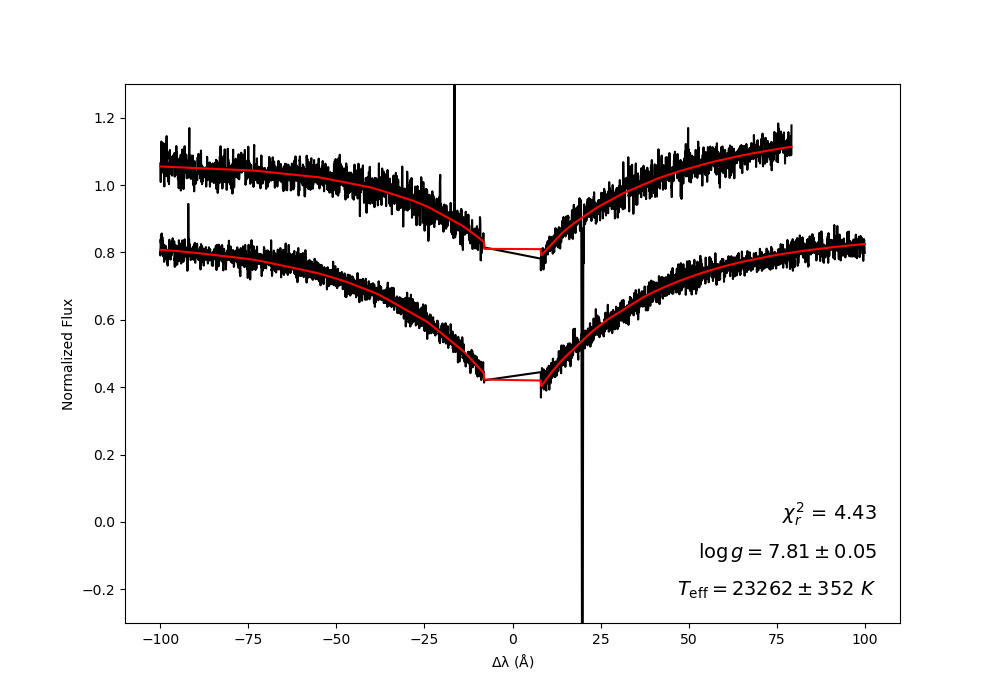 1.2
1.0
0.8
0.6
0.4
0.2
0.0
−0.2
Normalized Flux
χ²ᵣ = 4.43
log g = 7.81 ± 0.05
T_eff = 23262 ± 352 K
−100 −75 −50 −25 0 25 50 75 100
Δλ (Å)